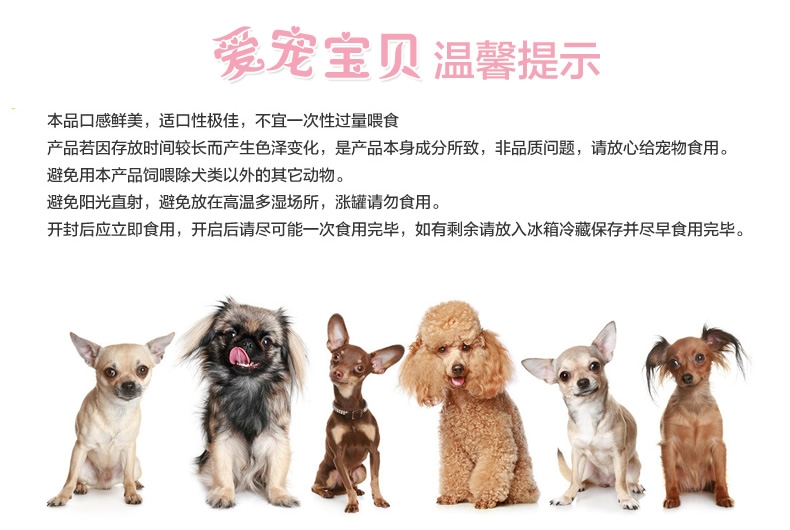 爱宠宝贝 温馨提示
本品口感鲜美，适口性极佳，不宜一次性过量喂食
产品若因存放时间较长而产生色泽变化，是产品本身成分所致，非品质问题，请放心给宠物食用。
避免用本产品饲喂除犬类以外的其它动物。
避免阳光直射，避免放在高温多湿场所，涨罐请勿食用。
开封后应立即食用，开启后请尽可能一次食用完毕，如有剩余请放入冰箱冷藏保存并尽早食用完毕。